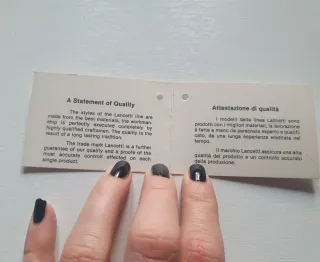 A Statement of Quality
The styles of the Lancetti line are
made from the best materials, the workman-
ship is perfectly executed completely by
highly qualified craftsmen. The quality is the
result of a long lasting tradition.
The trade mark Lancetti is a further
guarantee of our quality and a proofe of the
most accurate control effected on each
single product.
Attestazione di qualità
I modelli della linea Lancetti sono
prodotti con i migliori materiali, la lavorazione
è fatta a mano da personale esperto e qualifi-
cato, da una lunga esperienza ereditata nel
tempo.
Il marchio Lancetti assicura una alta
qualità del prodotto e un controllo accurato
della produzione.